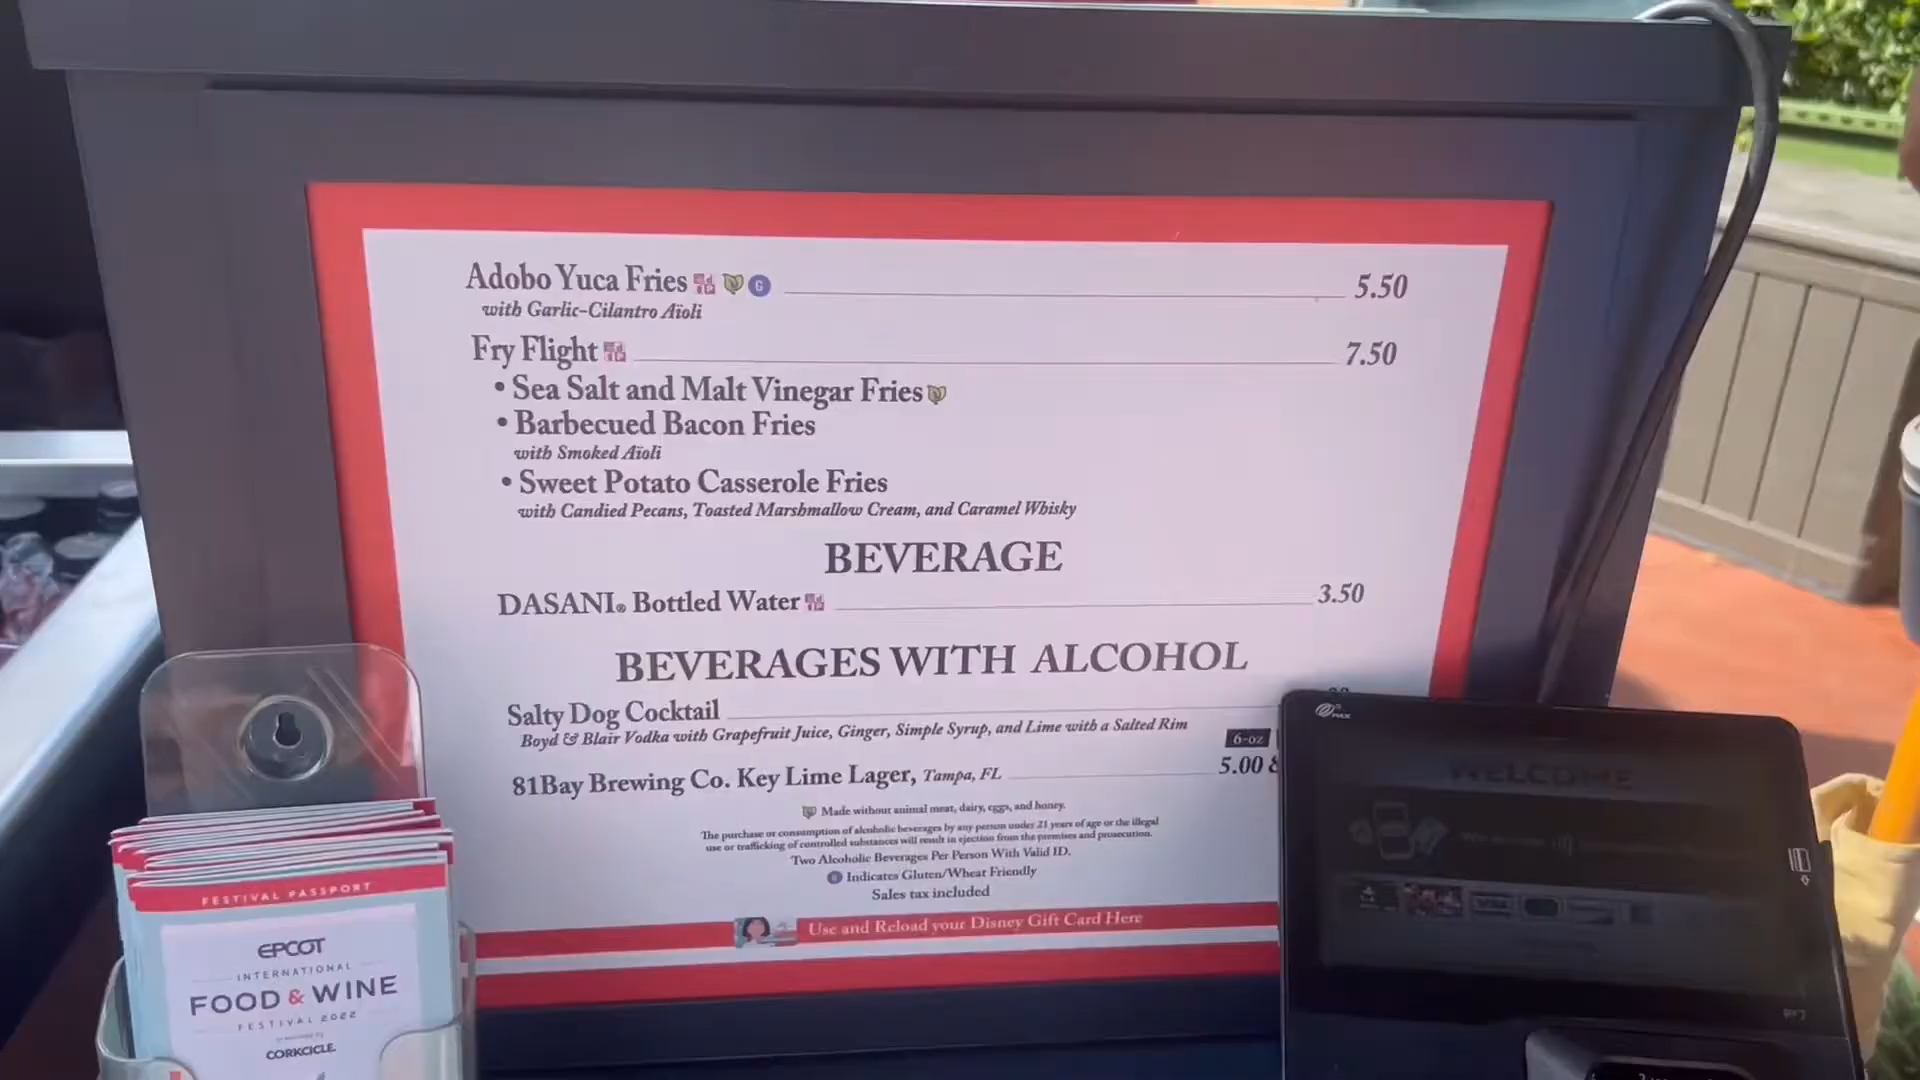 Adobo Yuca Fries G 5.50
with Garlic-Cilantro Aïoli
Fry Flight 7.50
• Sea Salt and Malt Vinegar Fries
• Barbecued Bacon Fries
with Smoked Aïoli
• Sweet Potato Casserole Fries
with Candied Pecans, Toasted Marshmallow Cream, and Caramel Whisky
BEVERAGE
DASANI® Bottled Water 3.50
BEVERAGES WITH ALCOHOL
Salty Dog Cocktail
Boyd & Blair Vodka with Grapefruit Juice, Ginger, Simple Syrup, and Lime with a Salted Rim
6-oz
81Bay Brewing Co. Key Lime Lager, Tampa, FL 5.00
Made without animal meat, dairy, eggs, and honey.
The purchase or consumption of alcoholic beverages by any person under 21 years of age or the illegal
use or trafficking of controlled substances will result in ejection from the premises and prosecution.
Two Alcoholic Beverages Per Person With Valid ID.
Indicates Gluten/Wheat Friendly
Sales tax included
Use and Reload your Disney Gift Card Here
FESTIVAL PASSPORT
EPCOT
INTERNATIONAL
FOOD & WINE
FESTIVAL 2022
CORKCICLE.
PAX
WELCOME
VISA